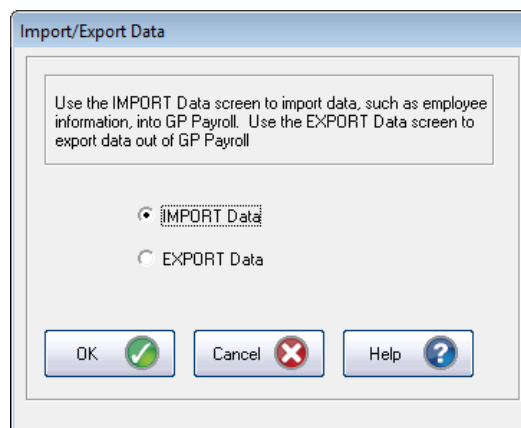 Import/Export Data
Use the IMPORT Data screen to import data, such as employee
information, into GP Payroll.  Use the EXPORT Data screen to
export data out of GP Payroll
IMPORT Data
EXPORT Data
OK Cancel Help ?